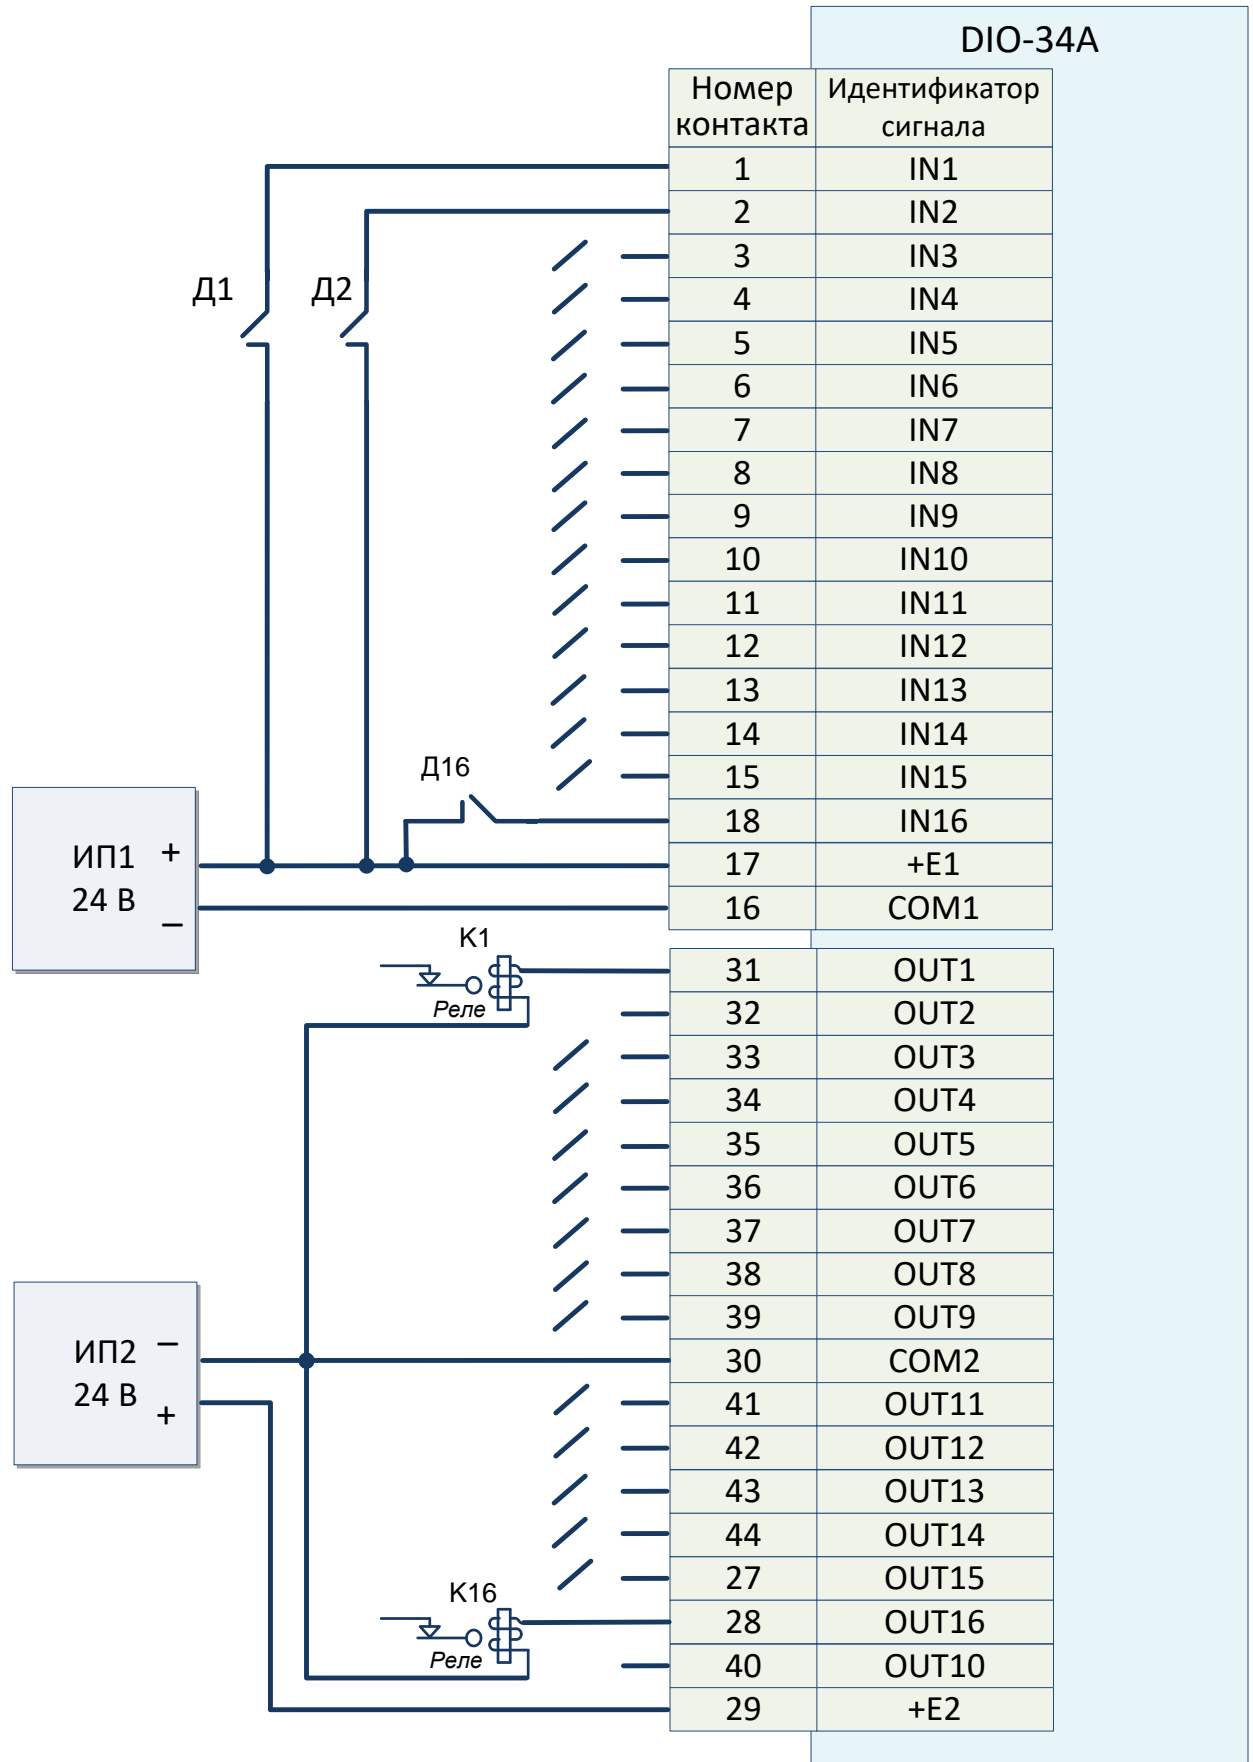 DIO-34A
Номер Идентификатор
контакта сигнала
1 IN1
2 IN2
3 IN3
Д1 Д2
4 IN4
5 IN5
6 IN6
7 IN7
8 IN8
9 IN9
10 IN10
11 IN11
12 IN12
13 IN13
14 IN14
Д16
15 IN15
18 IN16
ИП1 +
17 +E1
24 В
–
16 COM1
К1
31 OUT1
Реле
32 OUT2
33 OUT3
34 OUT4
35 OUT5
36 OUT6
37 OUT7
38 OUT8
39 OUT9
ИП2 –
30 COM2
24 В
+
41 OUT11
42 OUT12
43 OUT13
44 OUT14
27 OUT15
К16
28 OUT16
Реле
40 OUT10
29 +E2